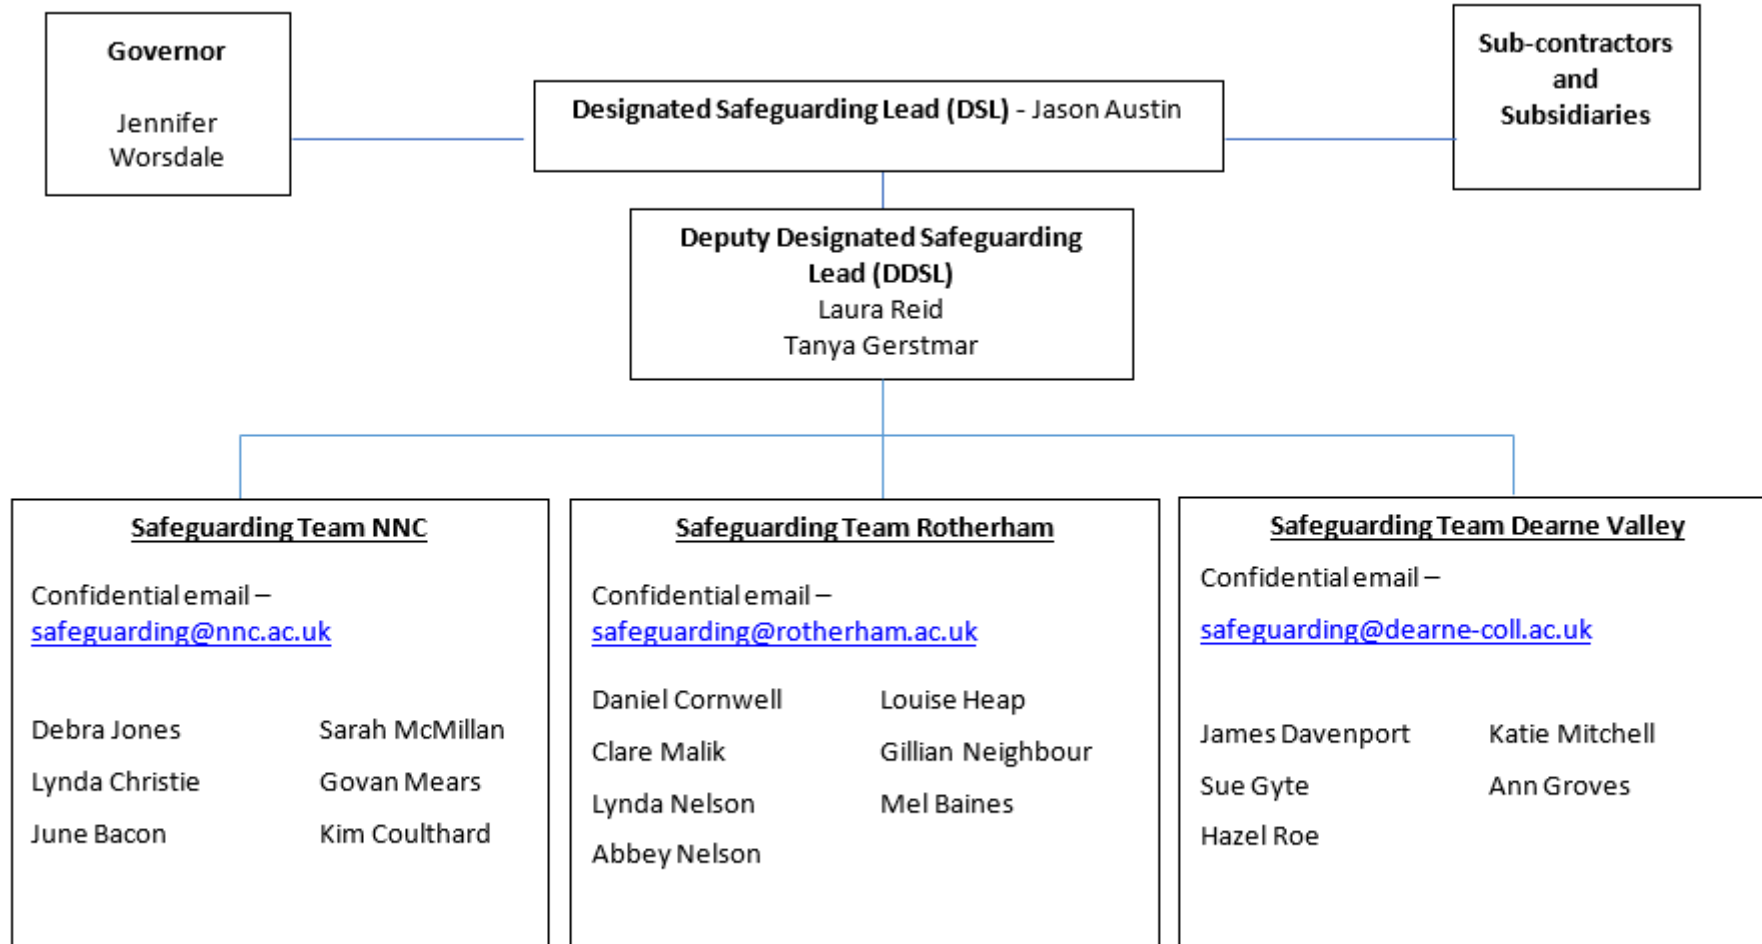 Governor
Jennifer
Worsdale
Designated Safeguarding Lead (DSL) - Jason Austin
Sub-contractors
and
Subsidiaries
Deputy Designated Safeguarding
Lead (DDSL)
Laura Reid
Tanya Gerstmar
Safeguarding Team NNC
Confidential email –
safeguarding@nnc.ac.uk
Debra Jones Sarah McMillan
Lynda Christie Govan Mears
June Bacon Kim Coulthard
Safeguarding Team Rotherham
Confidential email –
safeguarding@rotherham.ac.uk
Daniel Cornwell Louise Heap
Clare Malik Gillian Neighbour
Lynda Nelson Mel Baines
Abbey Nelson
Safeguarding Team Dearne Valley
Confidential email –
safeguarding@dearne-coll.ac.uk
James Davenport Katie Mitchell
Sue Gyte Ann Groves
Hazel Roe